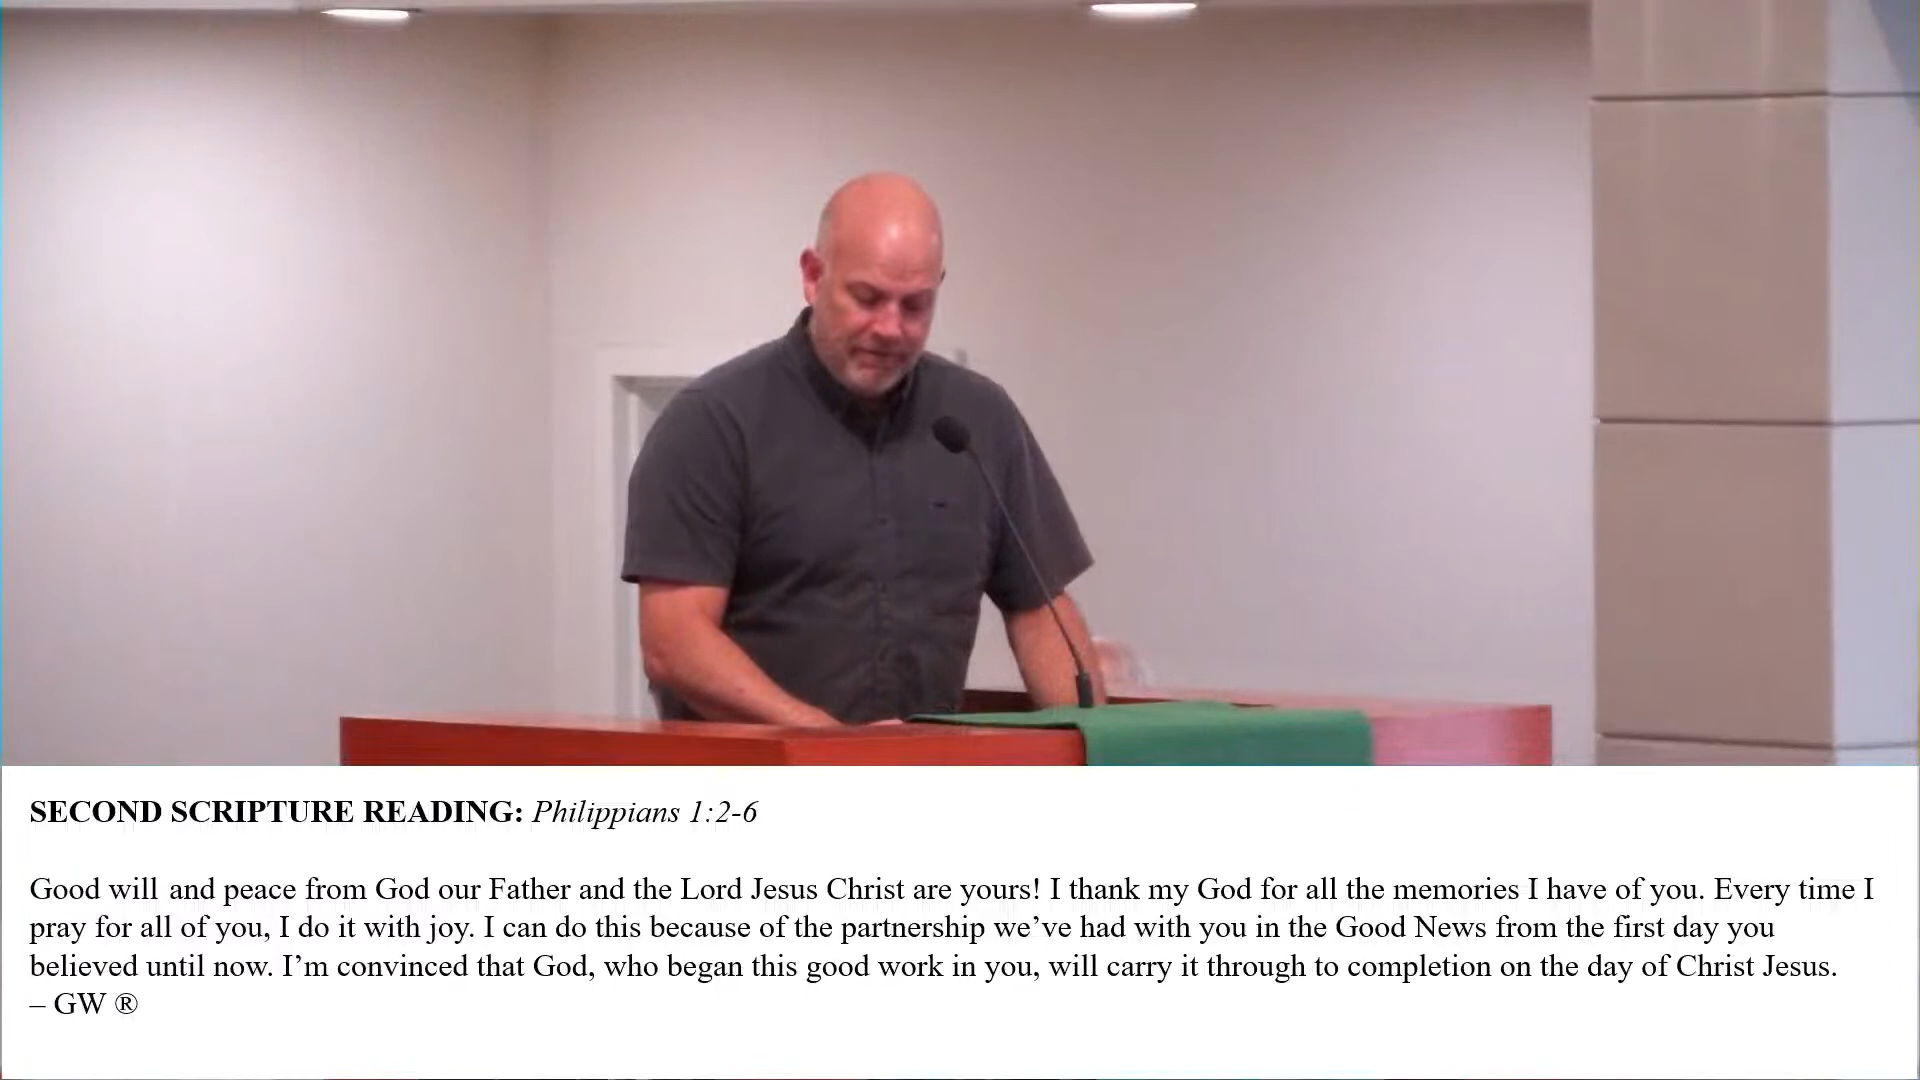 SECOND SCRIPTURE READING: Philippians 1:2-6
Good will and peace from God our Father and the Lord Jesus Christ are yours! I thank my God for all the memories I have of you. Every time I
pray for all of you, I do it with joy. I can do this because of the partnership we’ve had with you in the Good News from the first day you
believed until now. I’m convinced that God, who began this good work in you, will carry it through to completion on the day of Christ Jesus.
– GW ®